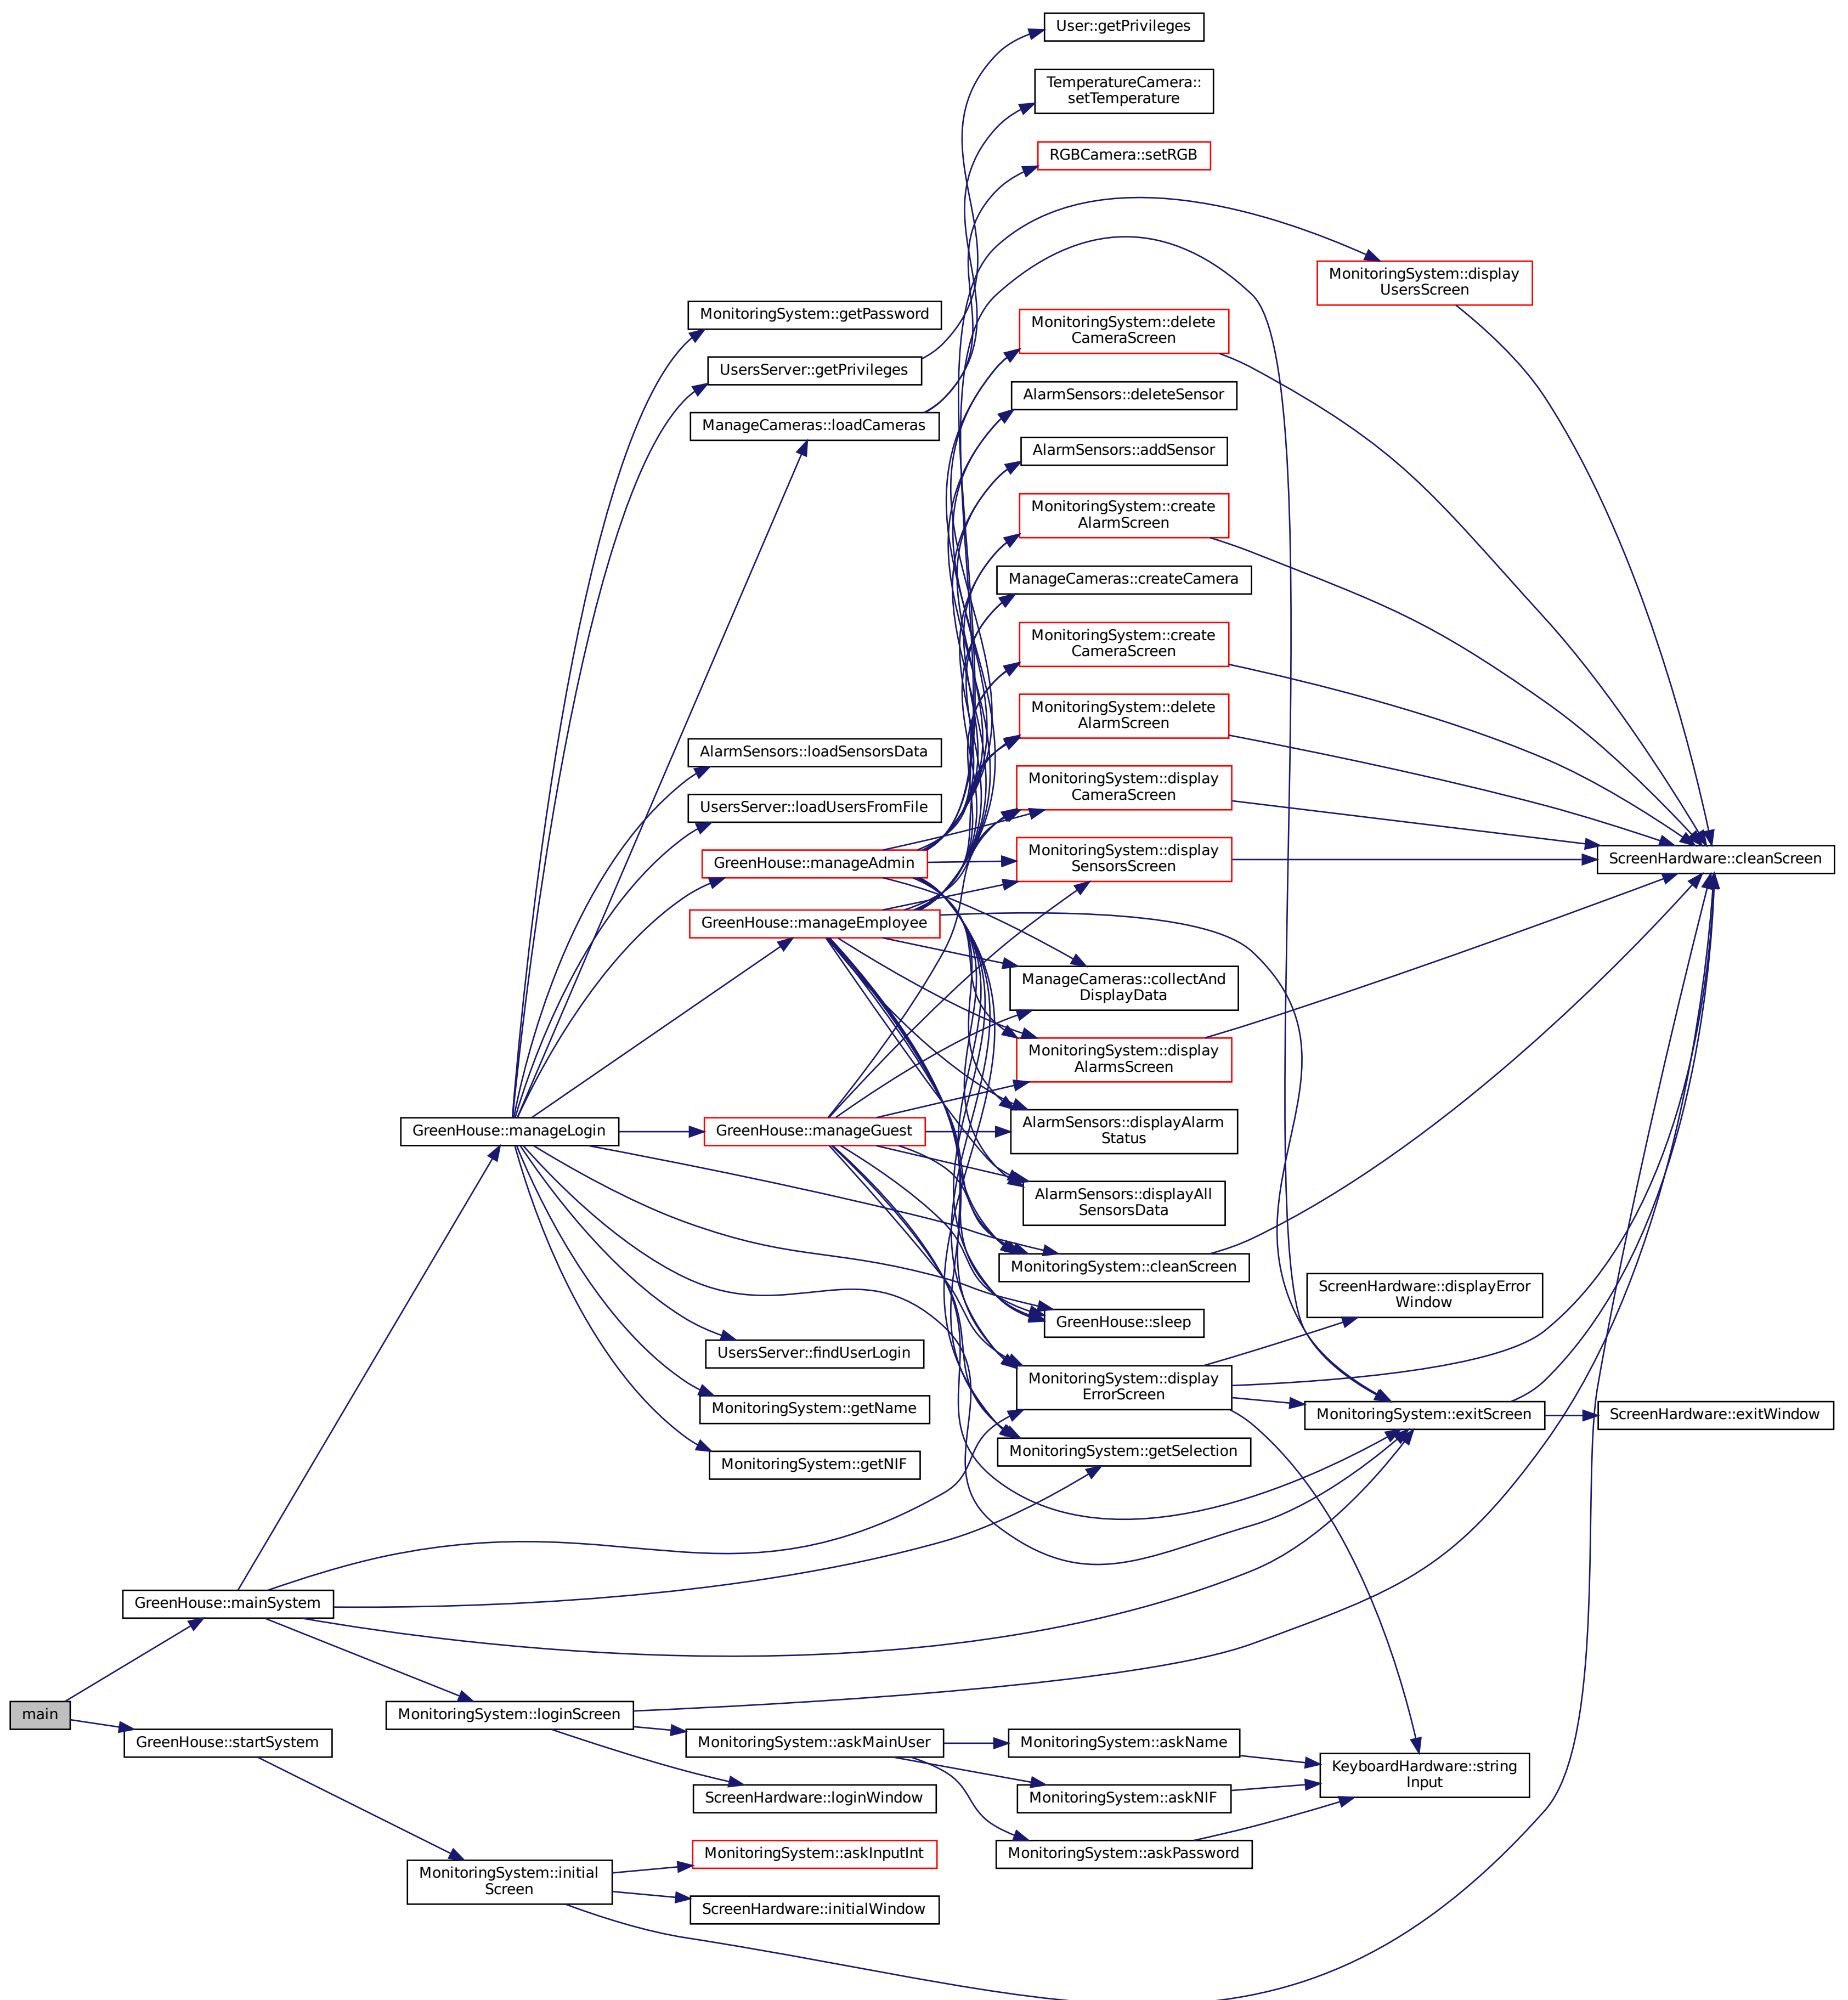 User::getPrivileges
TemperatureCamera::
setTemperature
RGBCamera::setRGB
MonitoringSystem::display
UsersScreen
MonitoringSystem::getPassword
MonitoringSystem::delete
CameraScreen
UsersServer::getPrivileges
AlarmSensors::deleteSensor
ManageCameras::loadCameras
AlarmSensors::addSensor
MonitoringSystem::create
AlarmScreen
ManageCameras::createCamera
MonitoringSystem::create
CameraScreen
MonitoringSystem::delete
AlarmScreen
AlarmSensors::loadSensorsData
MonitoringSystem::display
CameraScreen
UsersServer::loadUsersFromFile
GreenHouse::manageAdmin
MonitoringSystem::display
SensorsScreen
ScreenHardware::cleanScreen
GreenHouse::manageEmployee
ManageCameras::collectAnd
DisplayData
MonitoringSystem::display
AlarmsScreen
GreenHouse::manageLogin
GreenHouse::manageGuest
AlarmSensors::displayAlarm
Status
AlarmSensors::displayAll
SensorsData
MonitoringSystem::cleanScreen
ScreenHardware::displayError
Window
GreenHouse::sleep
UsersServer::findUserLogin
MonitoringSystem::display
ErrorScreen
MonitoringSystem::getName
MonitoringSystem::exitScreen
ScreenHardware::exitWindow
MonitoringSystem::getSelection
MonitoringSystem::getNIF
GreenHouse::mainSystem
main
MonitoringSystem::loginScreen
GreenHouse::startSystem
MonitoringSystem::askMainUser
MonitoringSystem::askName
KeyboardHardware::string
Input
ScreenHardware::loginWindow
MonitoringSystem::askNIF
MonitoringSystem::askInputInt
MonitoringSystem::askPassword
MonitoringSystem::initial
Screen
ScreenHardware::initialWindow